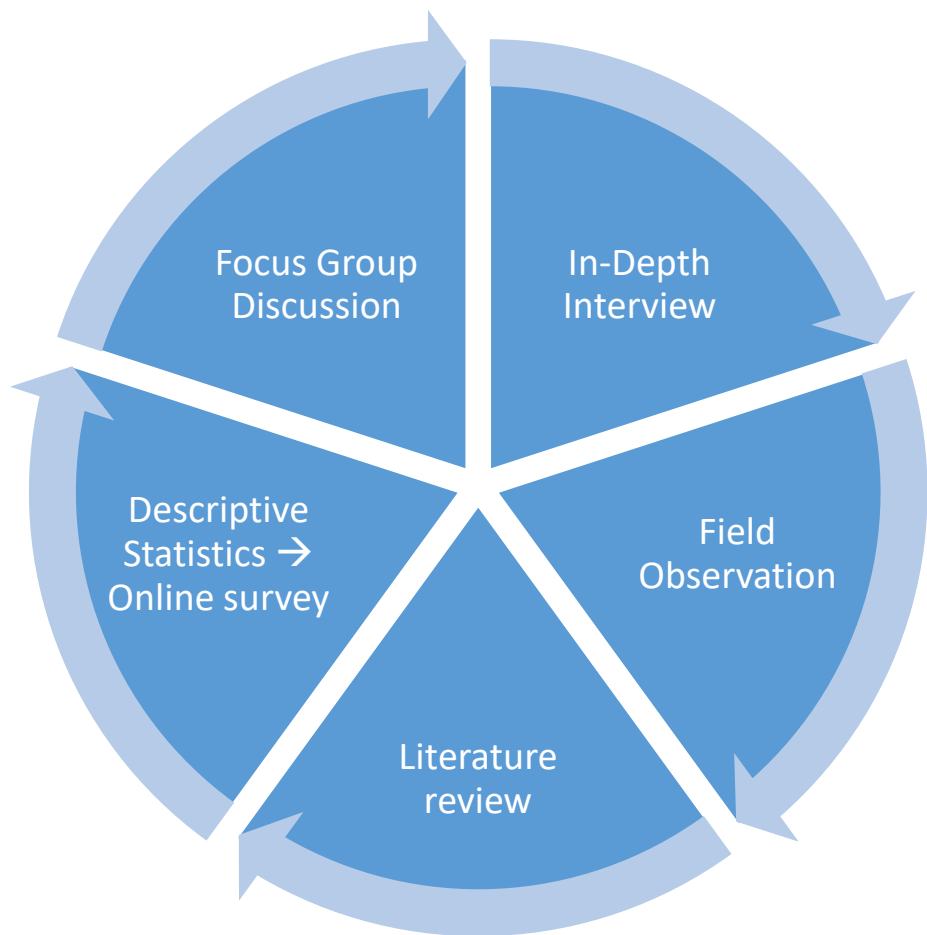 Focus Group
Discussion
In-Depth
Interview
Field
Observation
Literature
review
Descriptive
Statistics →
Online survey